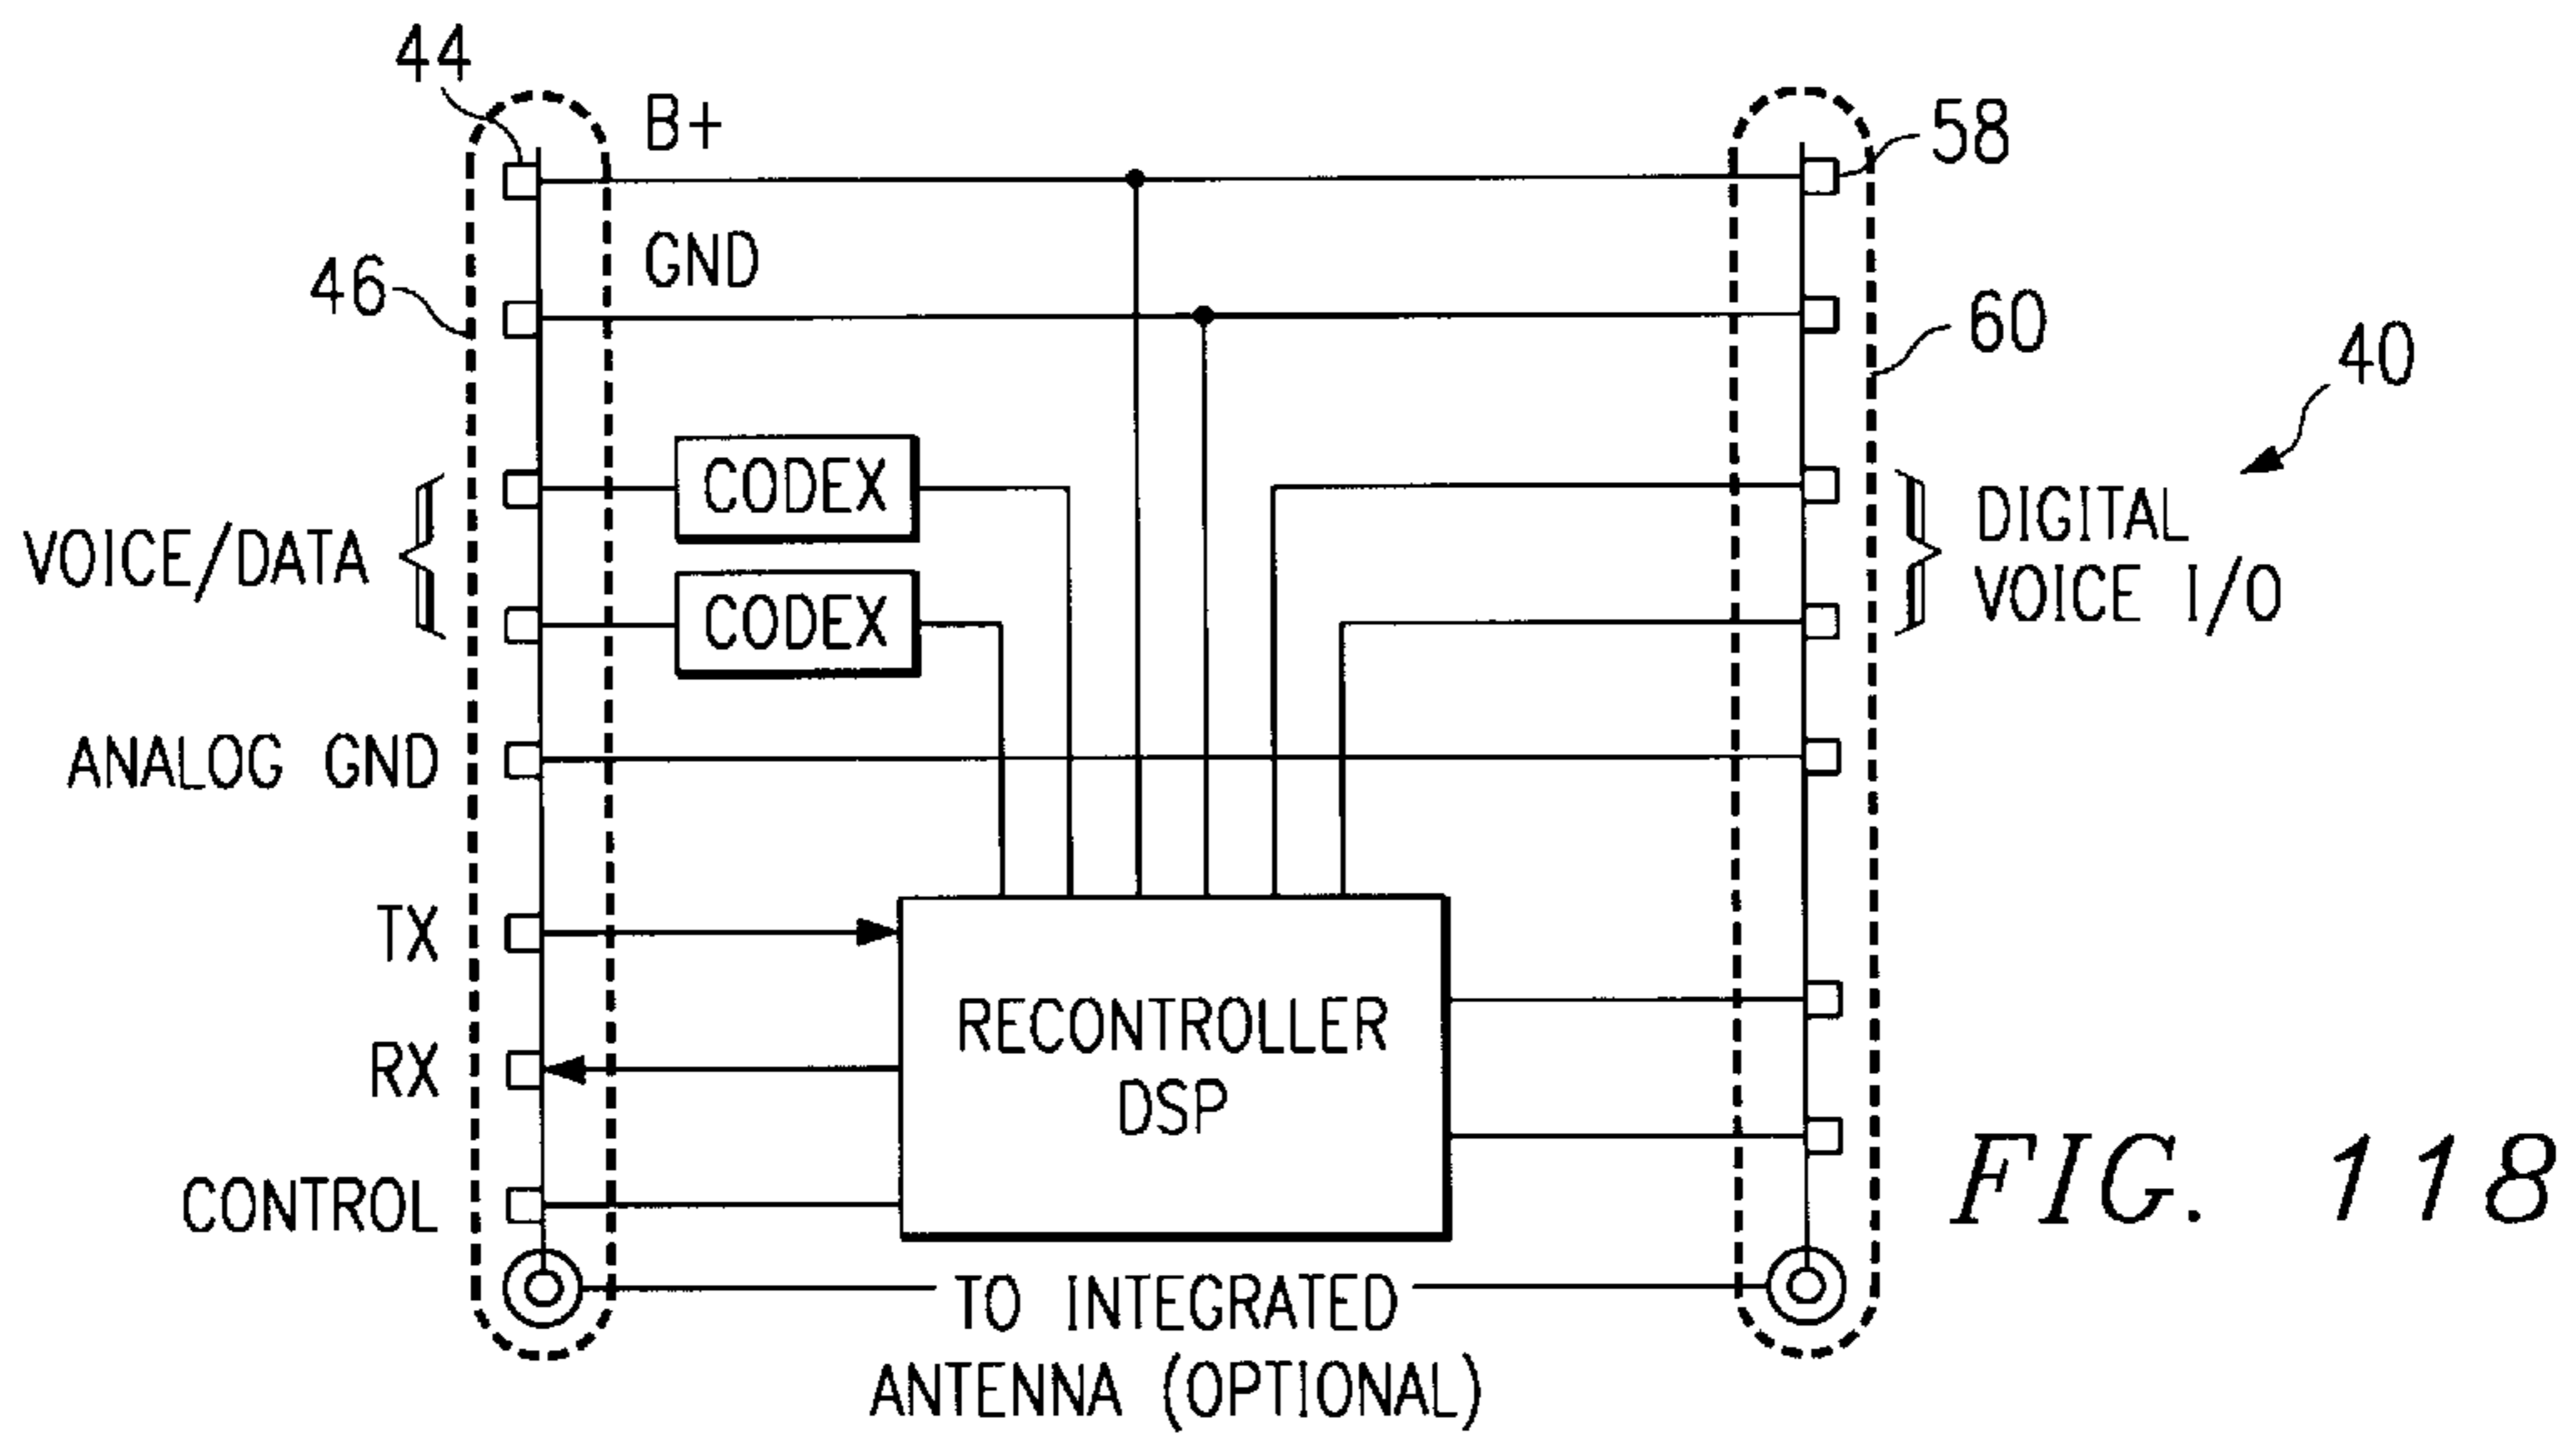 44
B+
58
GND
46
60
40
CODEX
DIGITAL
VOICE I/O
VOICE/DATA
CODEX
ANALOG GND
TX
RECONTROLLER
DSP
RX
CONTROL
FIG. 118
TO INTEGRATED
ANTENNA (OPTIONAL)